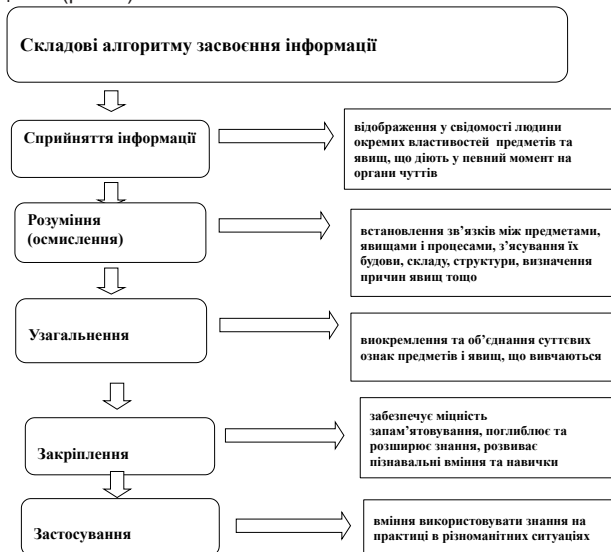 Складові алгоритму засвоєння інформації
Сприйняття інформації
відображення у свідомості людини
окремих властивостей предметів та
явищ, що діють у певний момент на
органи чуттів
Розуміння
(осмислення)
встановлення зв’язків між предметами,
явищами і процесами, з’ясування їх
будови, складу, структури, визначення
причин явищ тощо
Узагальнення
виокремлення та об’єднання суттєвих
ознак предметів і явищ, що вивчаються
Закріплення
забезпечує міцність
запам’ятовування, поглиблює та
розширює знання, розвиває
пізнавальні вміння та навички
Застосування
вміння використовувати знання на
практиці в різноманітних ситуаціях